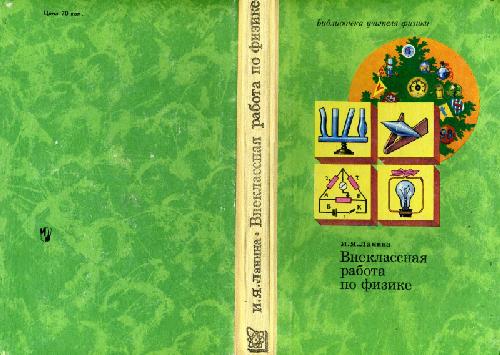 Цена 70 коп.
И.Я.Ланина • Внеклассная работа по физике
Библиотека учителя физики
И.Я.Ланина
Внеклассная
работа
по физике